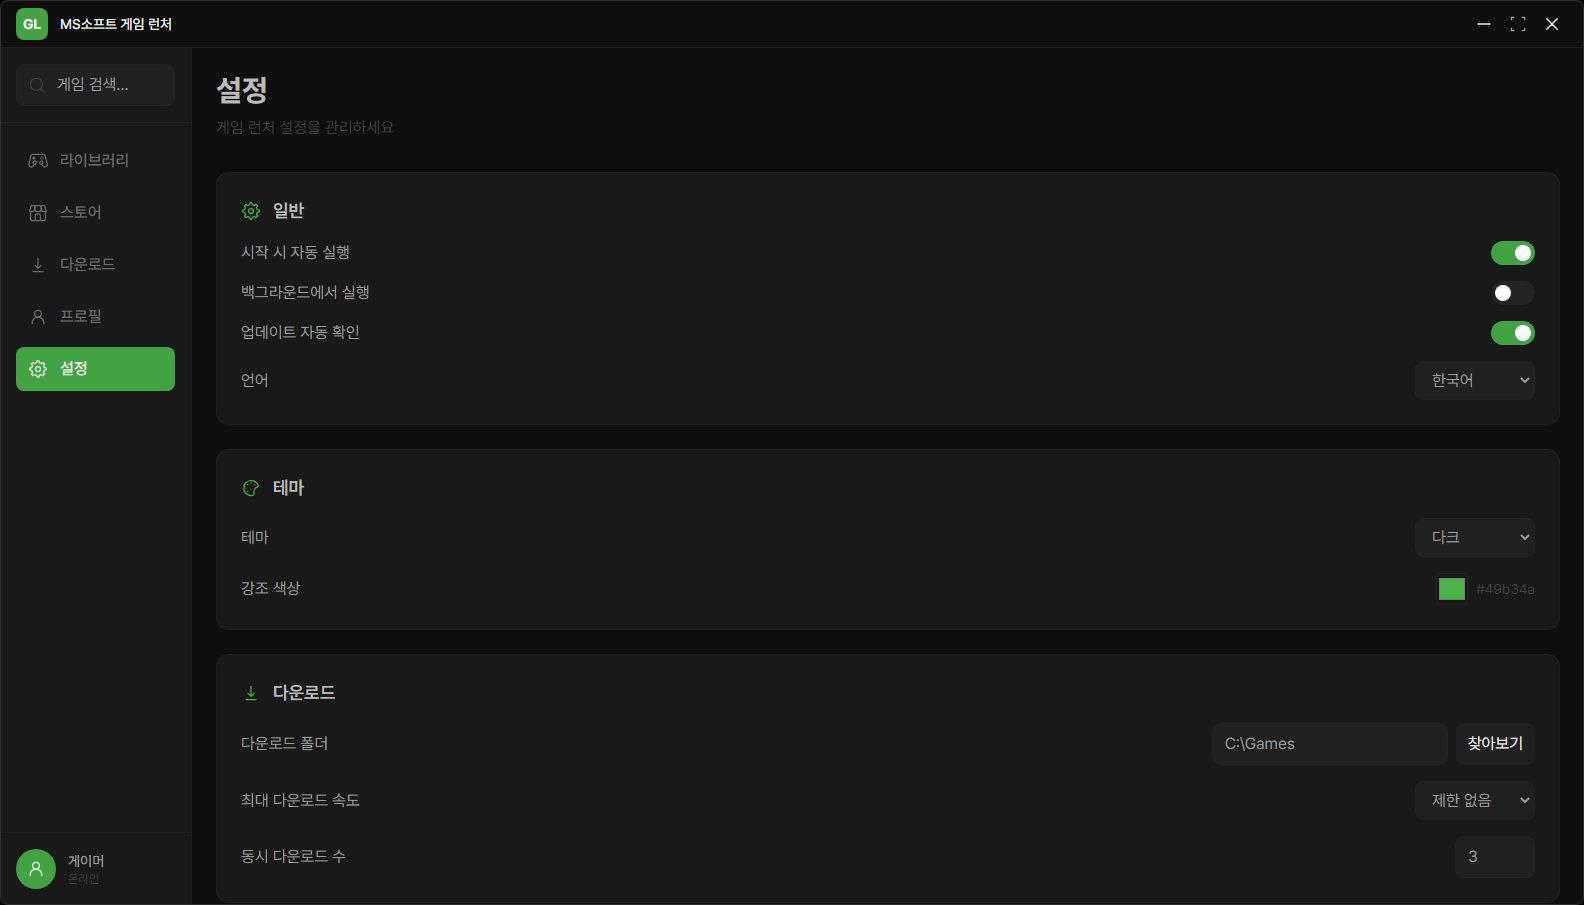 GL MS소프트 게임 런처
게임 검색...
라이브러리
스토어
다운로드
프로필
설정
게이머
온라인
설정
게임 런처 설정을 관리하세요
일반
시작 시 자동 실행
백그라운드에서 실행
업데이트 자동 확인
언어 한국어
테마
테마 다크
강조 색상 #49b34a
다운로드
다운로드 폴더 C:\Games 찾아보기
최대 다운로드 속도 제한 없음
동시 다운로드 수 3